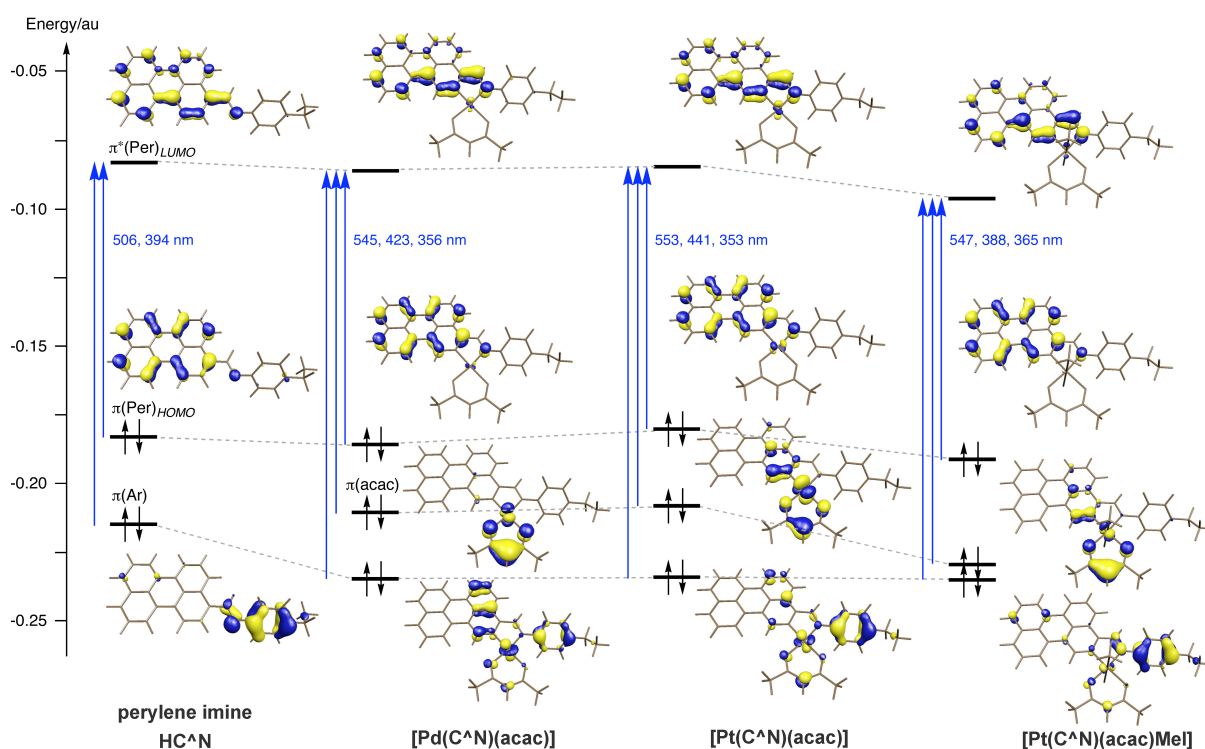 Energy/au
-0.05
-0.10
-0.15
-0.20
-0.25
π*(Per)LUMO
506, 394 nm
545, 423, 356 nm
553, 441, 353 nm
547, 388, 365 nm
π(Per)HOMO
π(Ar)
π(acac)
perylene imine
HC^N
[Pd(C^N)(acac)]
[Pt(C^N)(acac)]
[Pt(C^N)(acac)MeI]